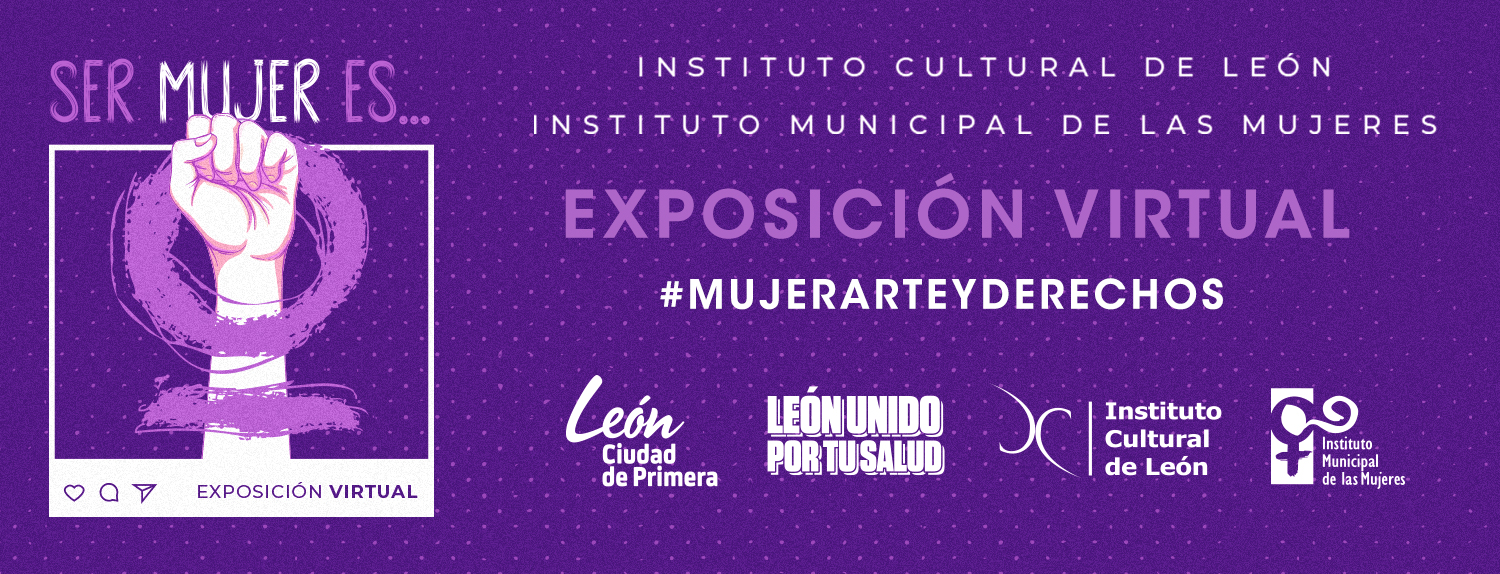 SER MUJER ES...
EXPOSICIÓN VIRTUAL
INSTITUTO CULTURAL DE LEÓN
INSTITUTO MUNICIPAL DE LAS MUJERES
EXPOSICIÓN VIRTUAL
#MUJERARTEYDERECHOS
León
Ciudad
de Primera
LEÓN UNIDO
POR TU SALUD
Instituto
Cultural
de León
Instituto
Municipal
de las Mujeres